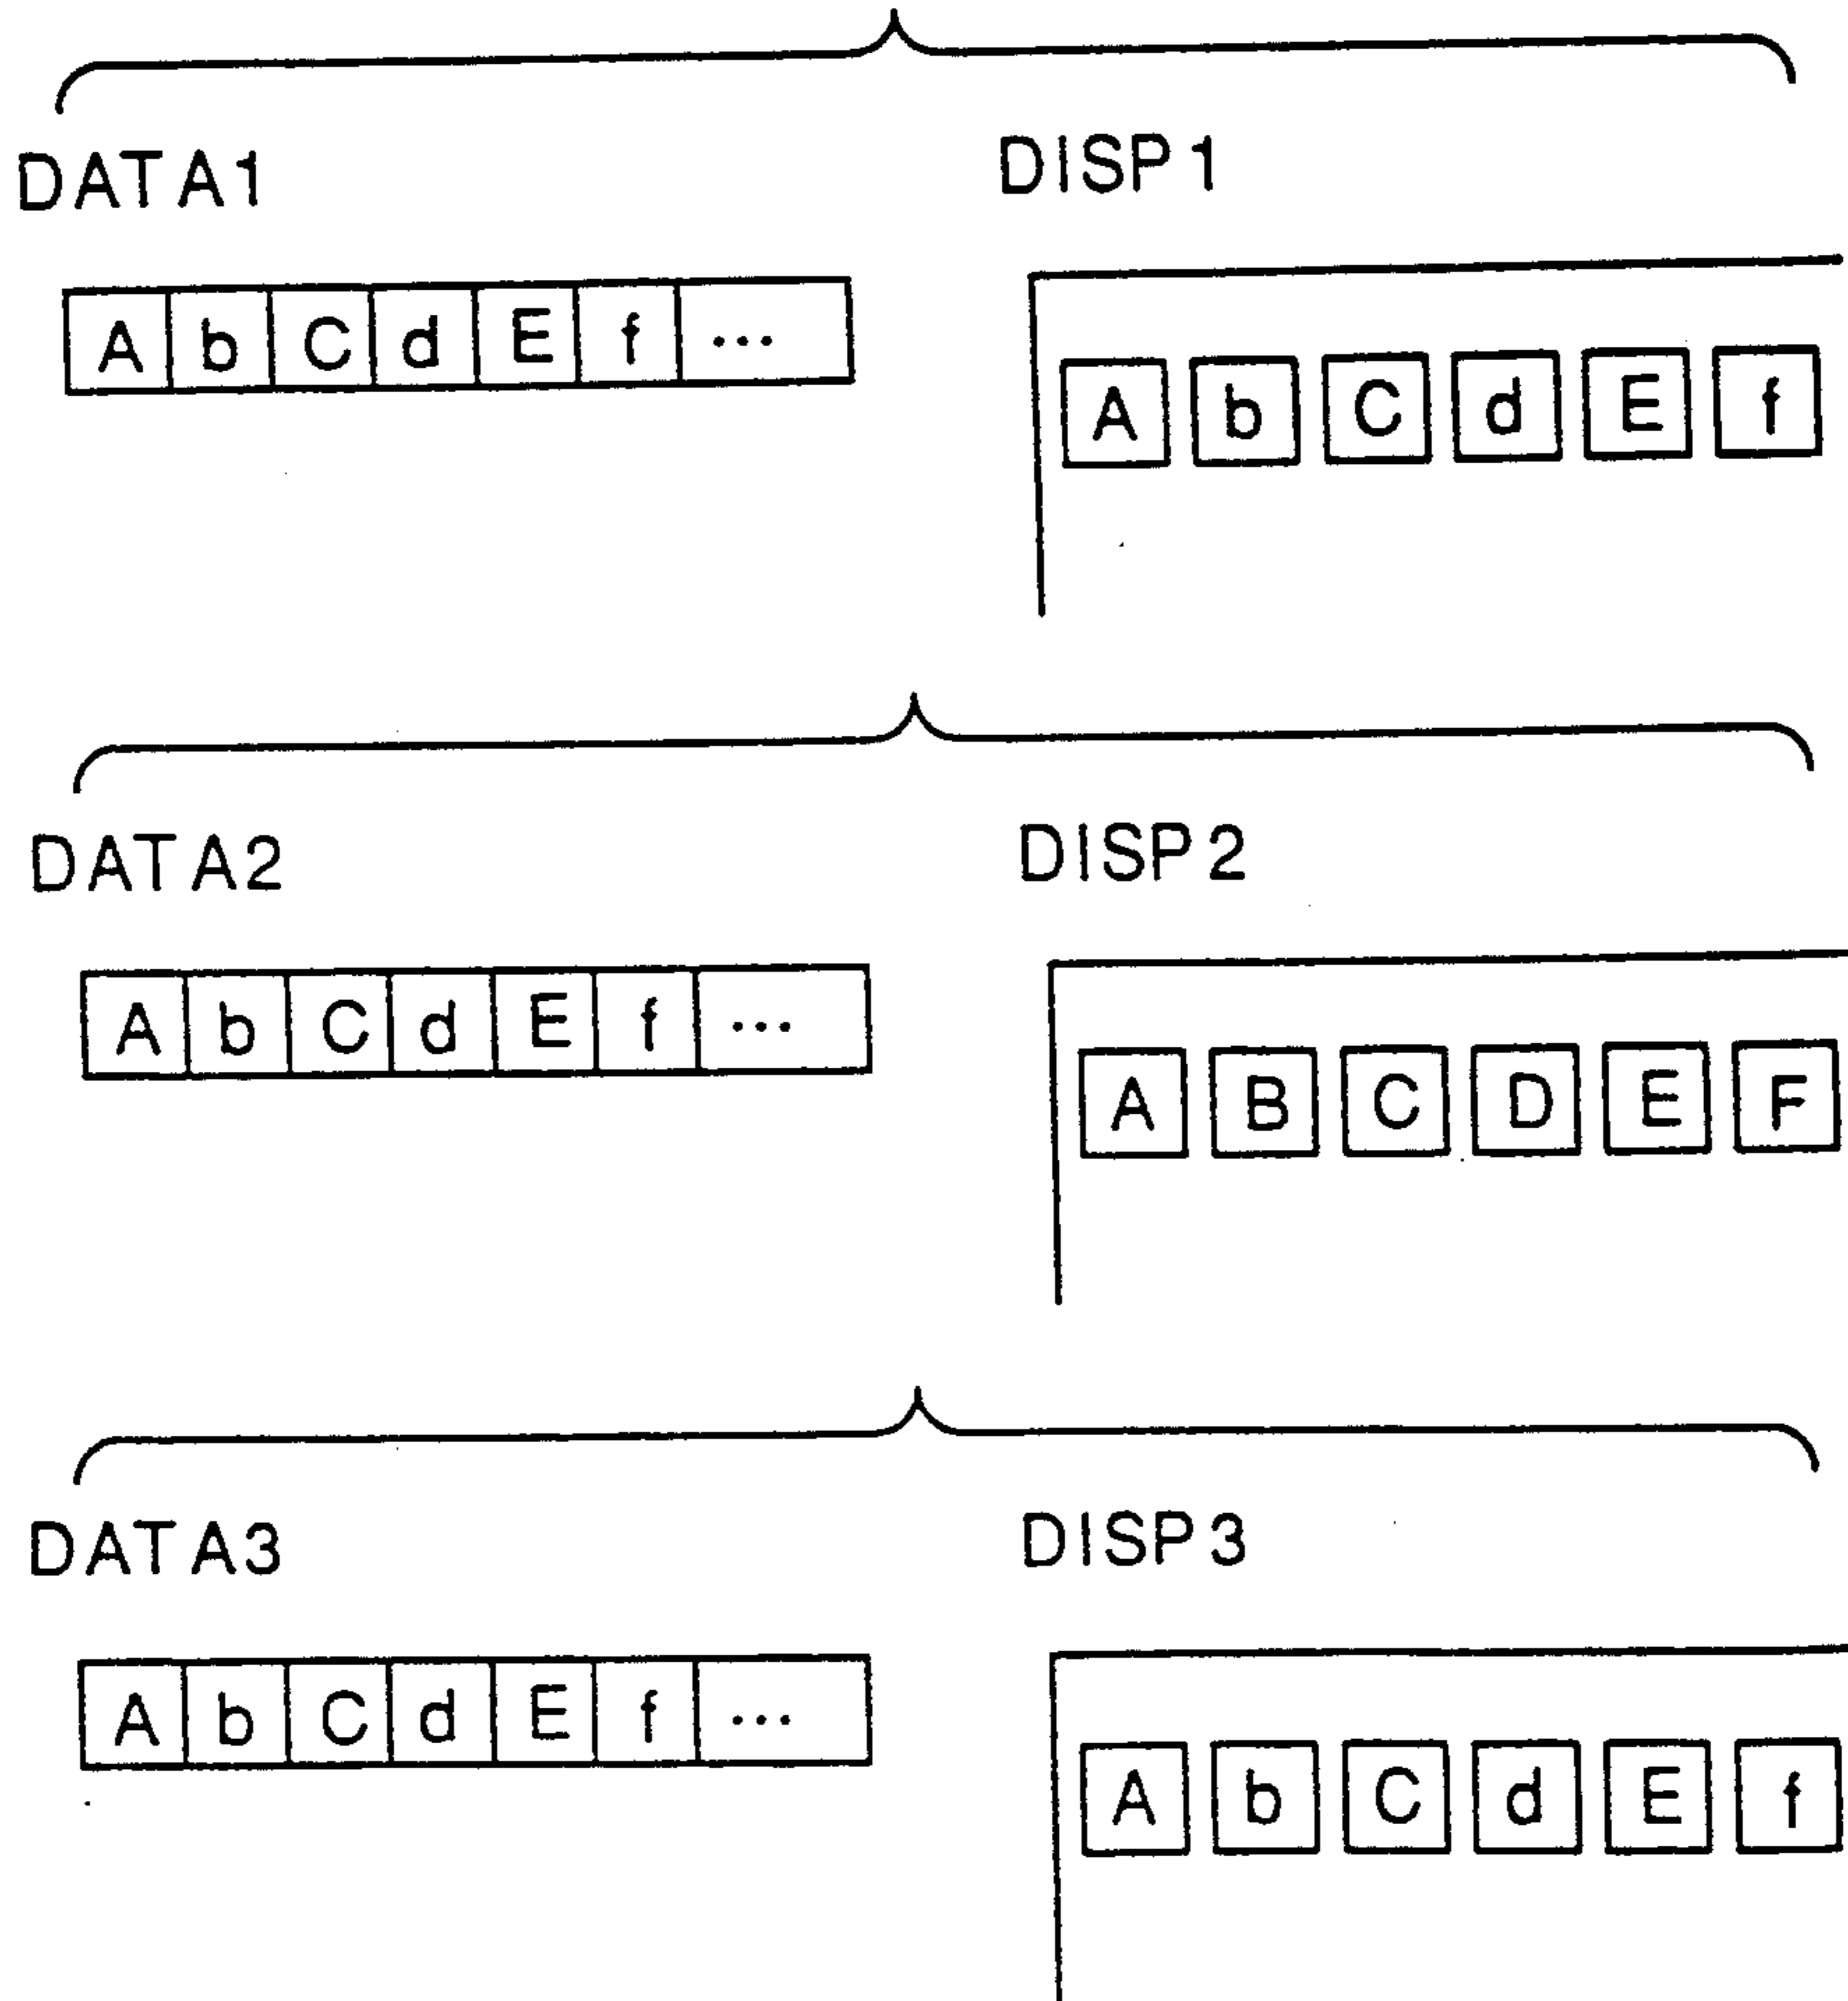 DATA1 DISP1
A b C d E f ...
A b C d E f
DATA2 DISP2
A b C d E f ...
A B C D E F
DATA3 DISP3
A b C d E f ...
A b C d E f